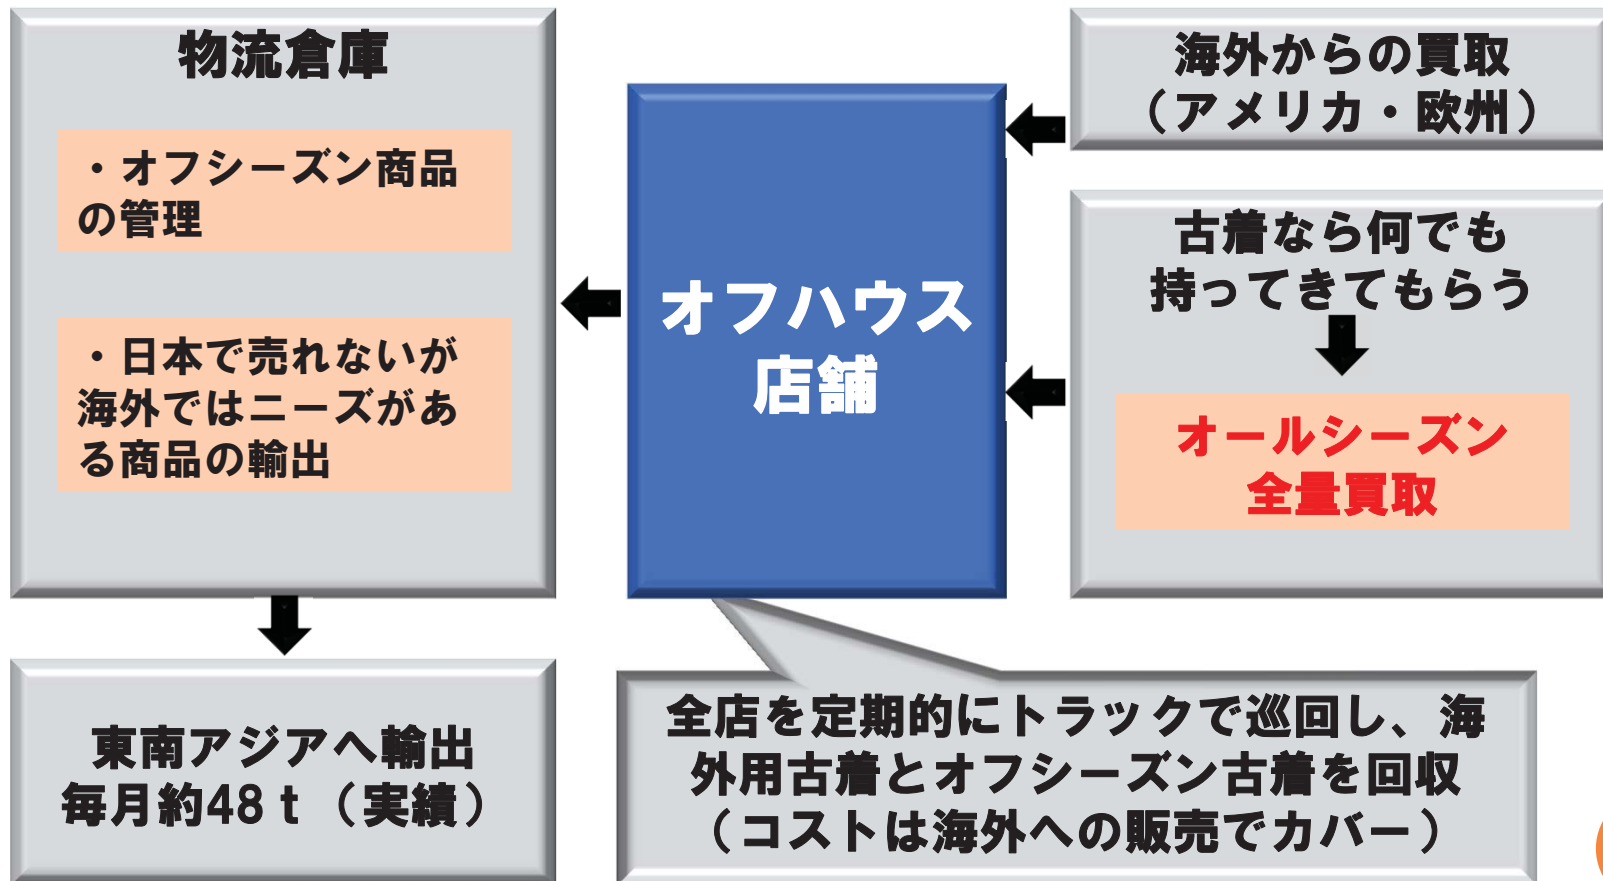 物流倉庫
・オフシーズン商品
の管理
・日本で売れないが
海外ではニーズがあ
る商品の輸出
東南アジアへ輸出
毎月約48ｔ（実績）
オフハウス
店舗
海外からの買取
（アメリカ・欧州）
古着なら何でも
持ってきてもらう
オールシーズン
全量買取
全店を定期的にトラックで巡回し、海
外用古着とオフシーズン古着を回収
（コストは海外への販売でカバー）